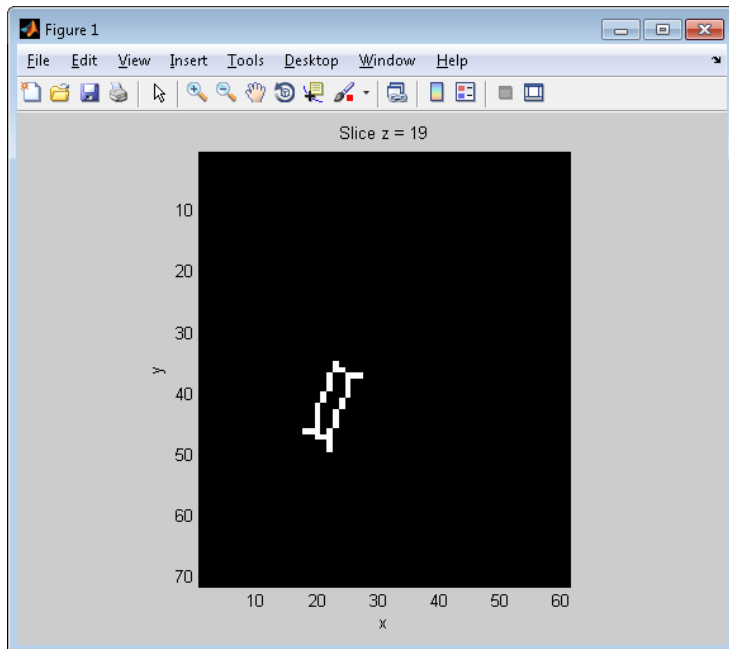 Figure 1
File Edit View Insert Tools Desktop Window Help
Slice z = 19
10
20
30
y
40
50
60
70
10 20 30 40 50 60
x